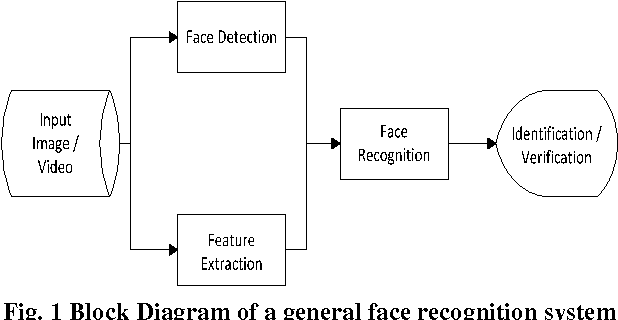 Face Detection
Input
Image /
Video
Face
Recognition
Identification /
Verification
Feature
Extraction
Fig. 1 Block Diagram of a general face recognition system